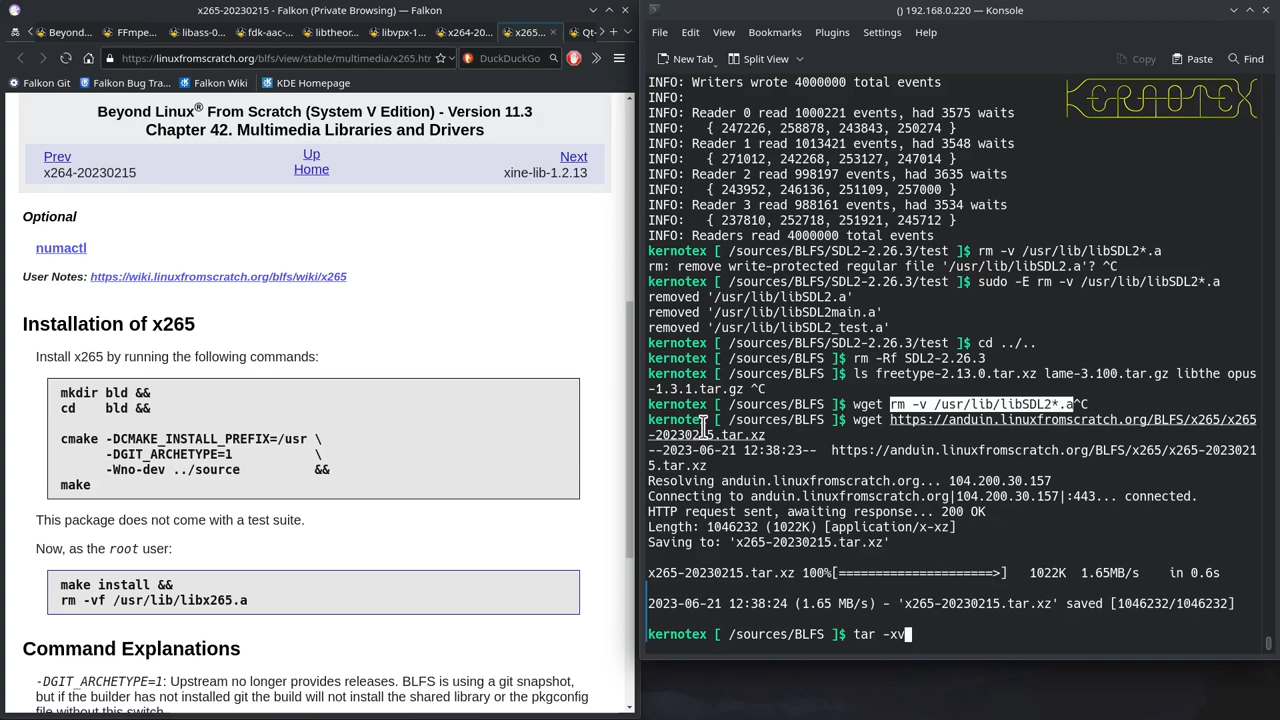 x265-20230215 - Falkon (Private Browsing) — Falkon
Beyond...
FFmpe...
libass-0...
fdk-aac-...
libtheor...
libvpx-1...
x264-20...
x265...
Qt-
https://linuxfromscratch.org/blfs/view/stable/multimedia/x265.htr
DuckDuckGo
Falkon Git
Falkon Bug Tra...
Falkon Wiki
KDE Homepage
Beyond Linux® From Scratch (System V Edition) - Version 11.3
Chapter 42. Multimedia Libraries and Drivers
Prev
Up
Next
x264-20230215
Home
xine-lib-1.2.13
Optional
numactl
User Notes: https://wiki.linuxfromscratch.org/blfs/wiki/x265
Installation of x265
Install x265 by running the following commands:
mkdir bld &&
cd    bld &&
cmake -DCMAKE_INSTALL_PREFIX=/usr \
      -DGIT_ARCHETYPE=1           \
      -Wno-dev ../source          &&
make
This package does not come with a test suite.
Now, as the root user:
make install &&
rm -vf /usr/lib/libx265.a
Command Explanations
-DGIT_ARCHETYPE=1: Upstream no longer provides releases. BLFS is using a git snapshot,
but if the builder has not installed git the build will not install the shared library or the pkgconfig
file without this switch.
() 192.168.0.220 — Konsole
File Edit View Bookmarks Plugins Settings Help
New Tab Split View Copy Paste Find
KERNOTEX
INFO: Writers wrote 4000000 total events
INFO:
INFO: Reader 0 read 1000221 events, had 3575 waits
INFO:   { 247226, 258878, 243843, 250274 }
INFO: Reader 1 read 1013421 events, had 3548 waits
INFO:   { 271012, 242268, 253127, 247014 }
INFO: Reader 2 read 998197 events, had 3635 waits
INFO:   { 243952, 246136, 251109, 257000 }
INFO: Reader 3 read 988161 events, had 3534 waits
INFO:   { 237810, 252718, 251921, 245712 }
INFO: Readers read 4000000 total events
kernotex [ /sources/BLFS/SDL2-2.26.3/test ]$ rm -v /usr/lib/libSDL2*.a
rm: remove write-protected regular file '/usr/lib/libSDL2.a'? ^C
kernotex [ /sources/BLFS/SDL2-2.26.3/test ]$ sudo -E rm -v /usr/lib/libSDL2*.a
removed '/usr/lib/libSDL2.a'
removed '/usr/lib/libSDL2main.a'
removed '/usr/lib/libSDL2_test.a'
kernotex [ /sources/BLFS/SDL2-2.26.3/test ]$ cd ../..
kernotex [ /sources/BLFS ]$ rm -Rf SDL2-2.26.3
kernotex [ /sources/BLFS ]$ ls freetype-2.13.0.tar.xz lame-3.100.tar.gz libthe opus
-1.3.1.tar.gz ^C
kernotex [ /sources/BLFS ]$ wget rm -v /usr/lib/libSDL2*.a^C
kernotex [ /sources/BLFS ]$ wget https://anduin.linuxfromscratch.org/BLFS/x265/x265
-20230215.tar.xz
--2023-06-21 12:38:23--  https://anduin.linuxfromscratch.org/BLFS/x265/x265-2023021
5.tar.xz
Resolving anduin.linuxfromscratch.org... 104.200.30.157
Connecting to anduin.linuxfromscratch.org|104.200.30.157|:443... connected.
HTTP request sent, awaiting response... 200 OK
Length: 1046232 (1022K) [application/x-xz]
Saving to: 'x265-20230215.tar.xz'
x265-20230215.tar.xz 100%[=====================>]   1022K  1.65MB/s    in 0.6s
2023-06-21 12:38:24 (1.65 MB/s) - 'x265-20230215.tar.xz' saved [1046232/1046232]
kernotex [ /sources/BLFS ]$ tar -xv